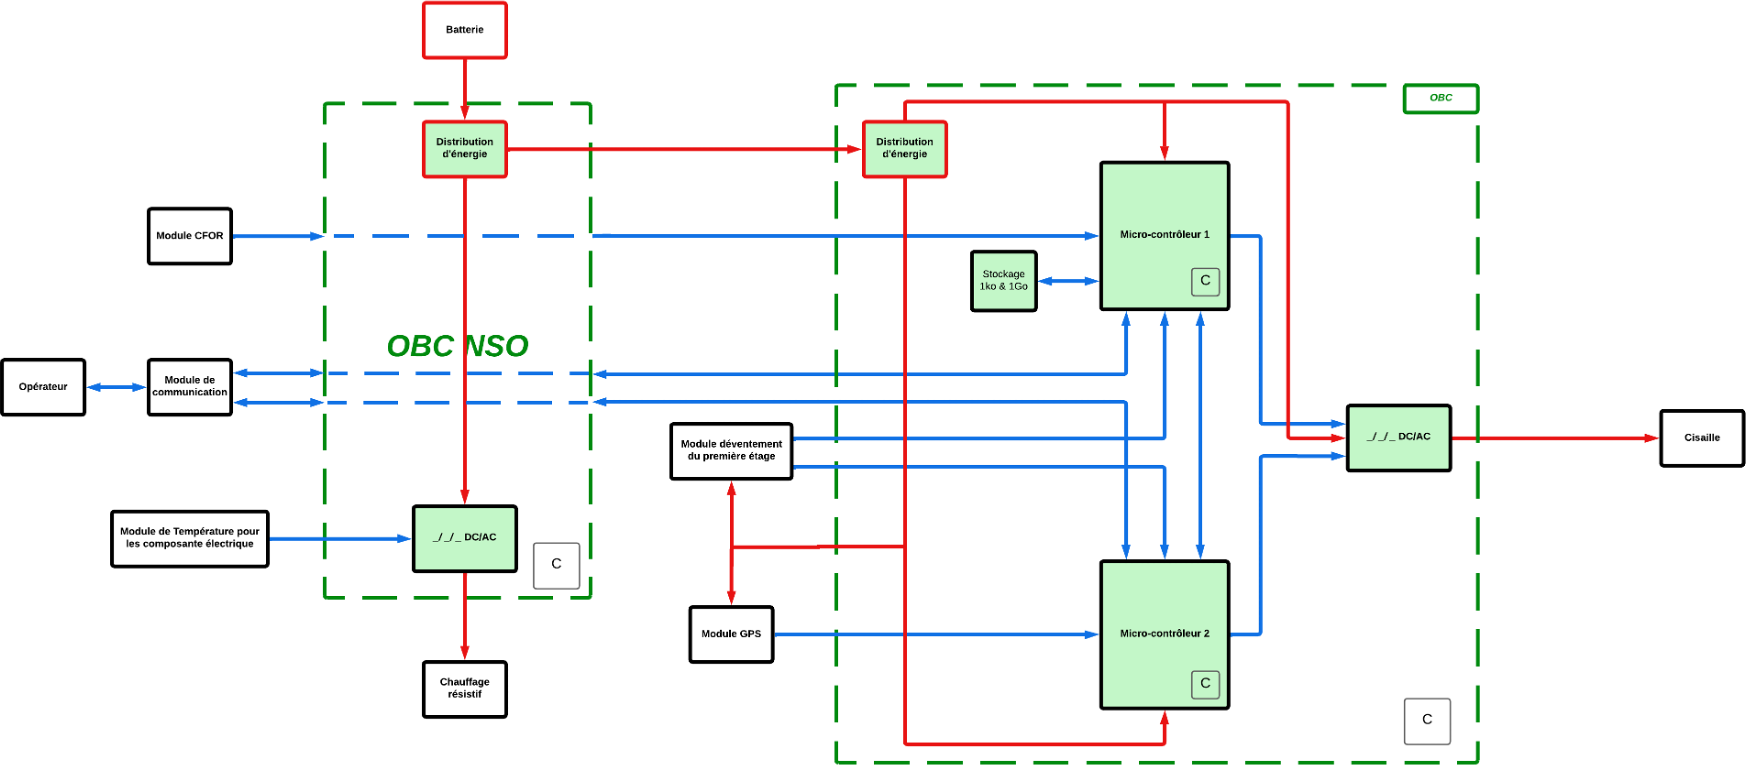 Batterie
OBC
Distribution
d'énergie
Distribution
d'énergie
Module CFOR
Micro-contrôleur 1
Stockage
1ko & 1Go
C
OBC NSO
Opérateur
Module de
communication
Module déventement
du première étage
_/_/_ DC/AC
Cisaille
Module de Température pour
les composante électrique
_/_/_ DC/AC
C
Module GPS
Micro-contrôleur 2
C
Chauffage
résistif
C